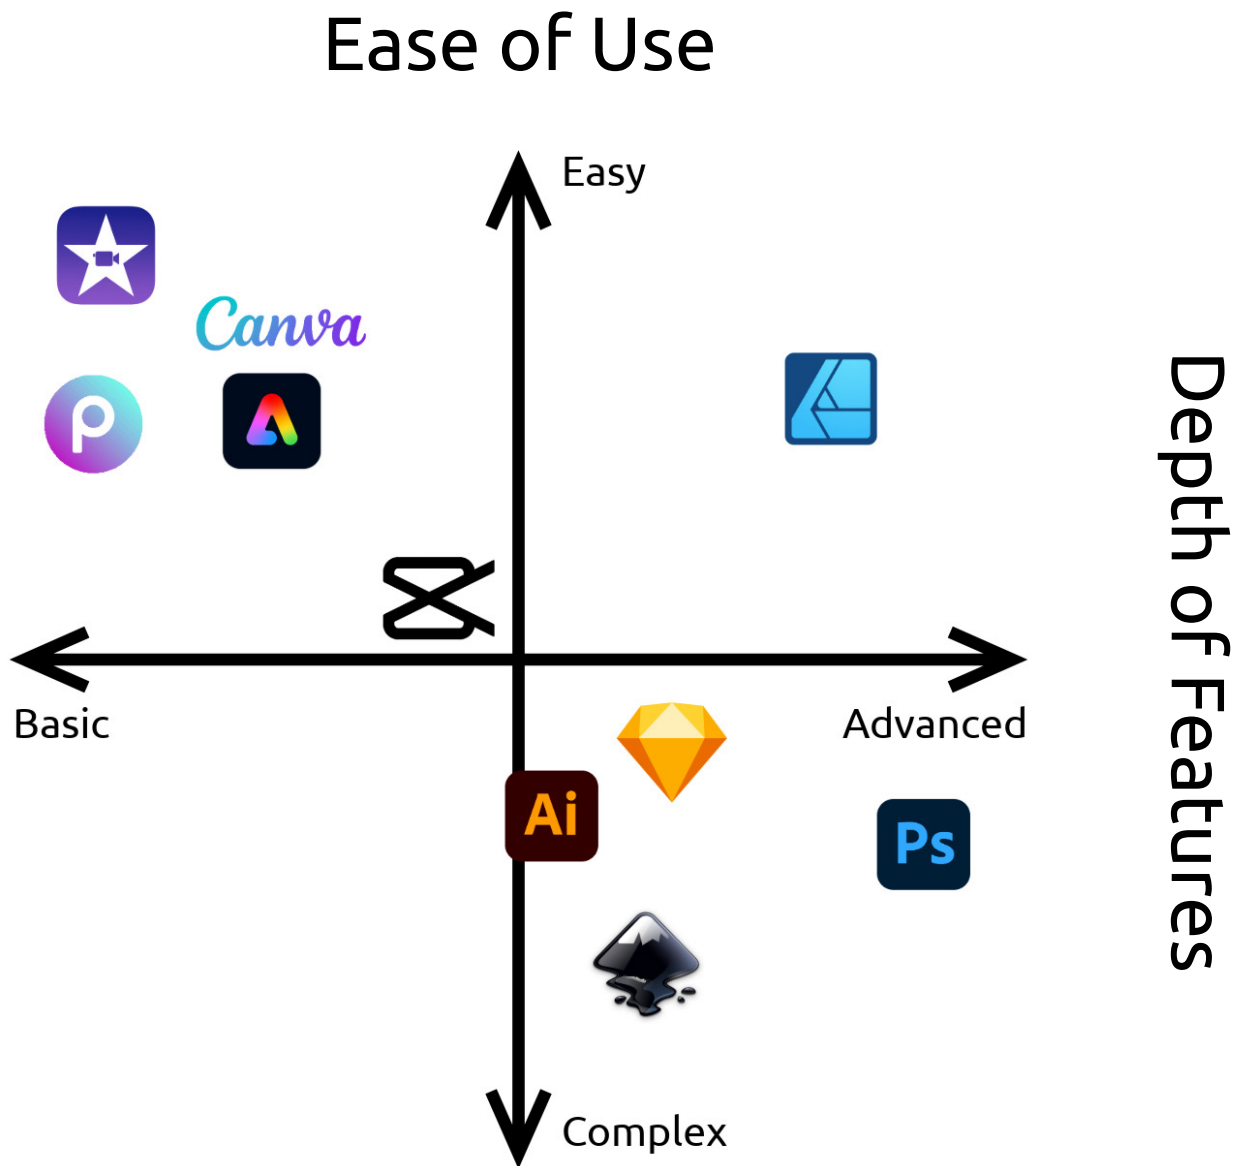 Ease of Use
Easy
Canva
Depth of Features
Basic
Advanced
Ai
Ps
Complex